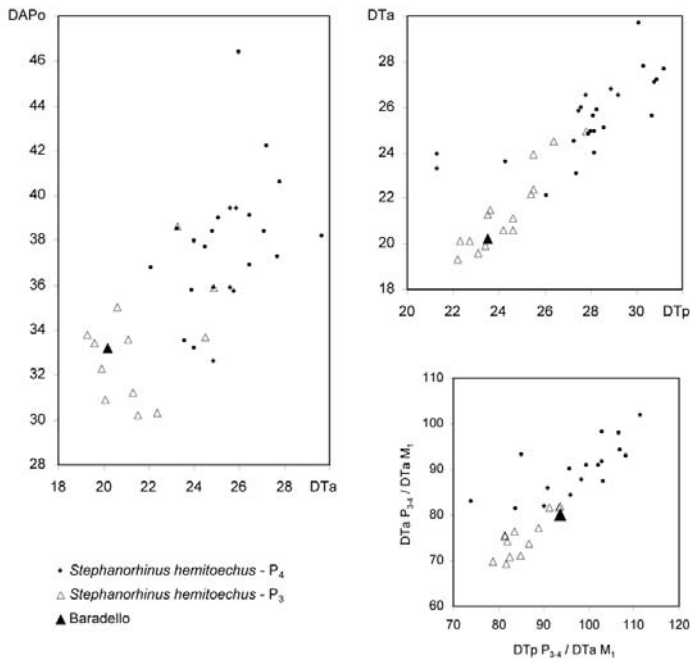 DAPo
48
46
44
42
40
38
36
34
32
30
28
18 20 22 24 26 28 DTa
DTa
30
28
26
24
22
20
18
20 22 24 26 28 30 DTp
110
100
90
80
70
60
DTa P₃₋₄ / DTa M₁
70 80 90 100 110 120
DTp P₃₋₄ / DTa M₁
Stephanorhinus hemitoechus - P₄
Stephanorhinus hemitoechus - P₃
Baradello